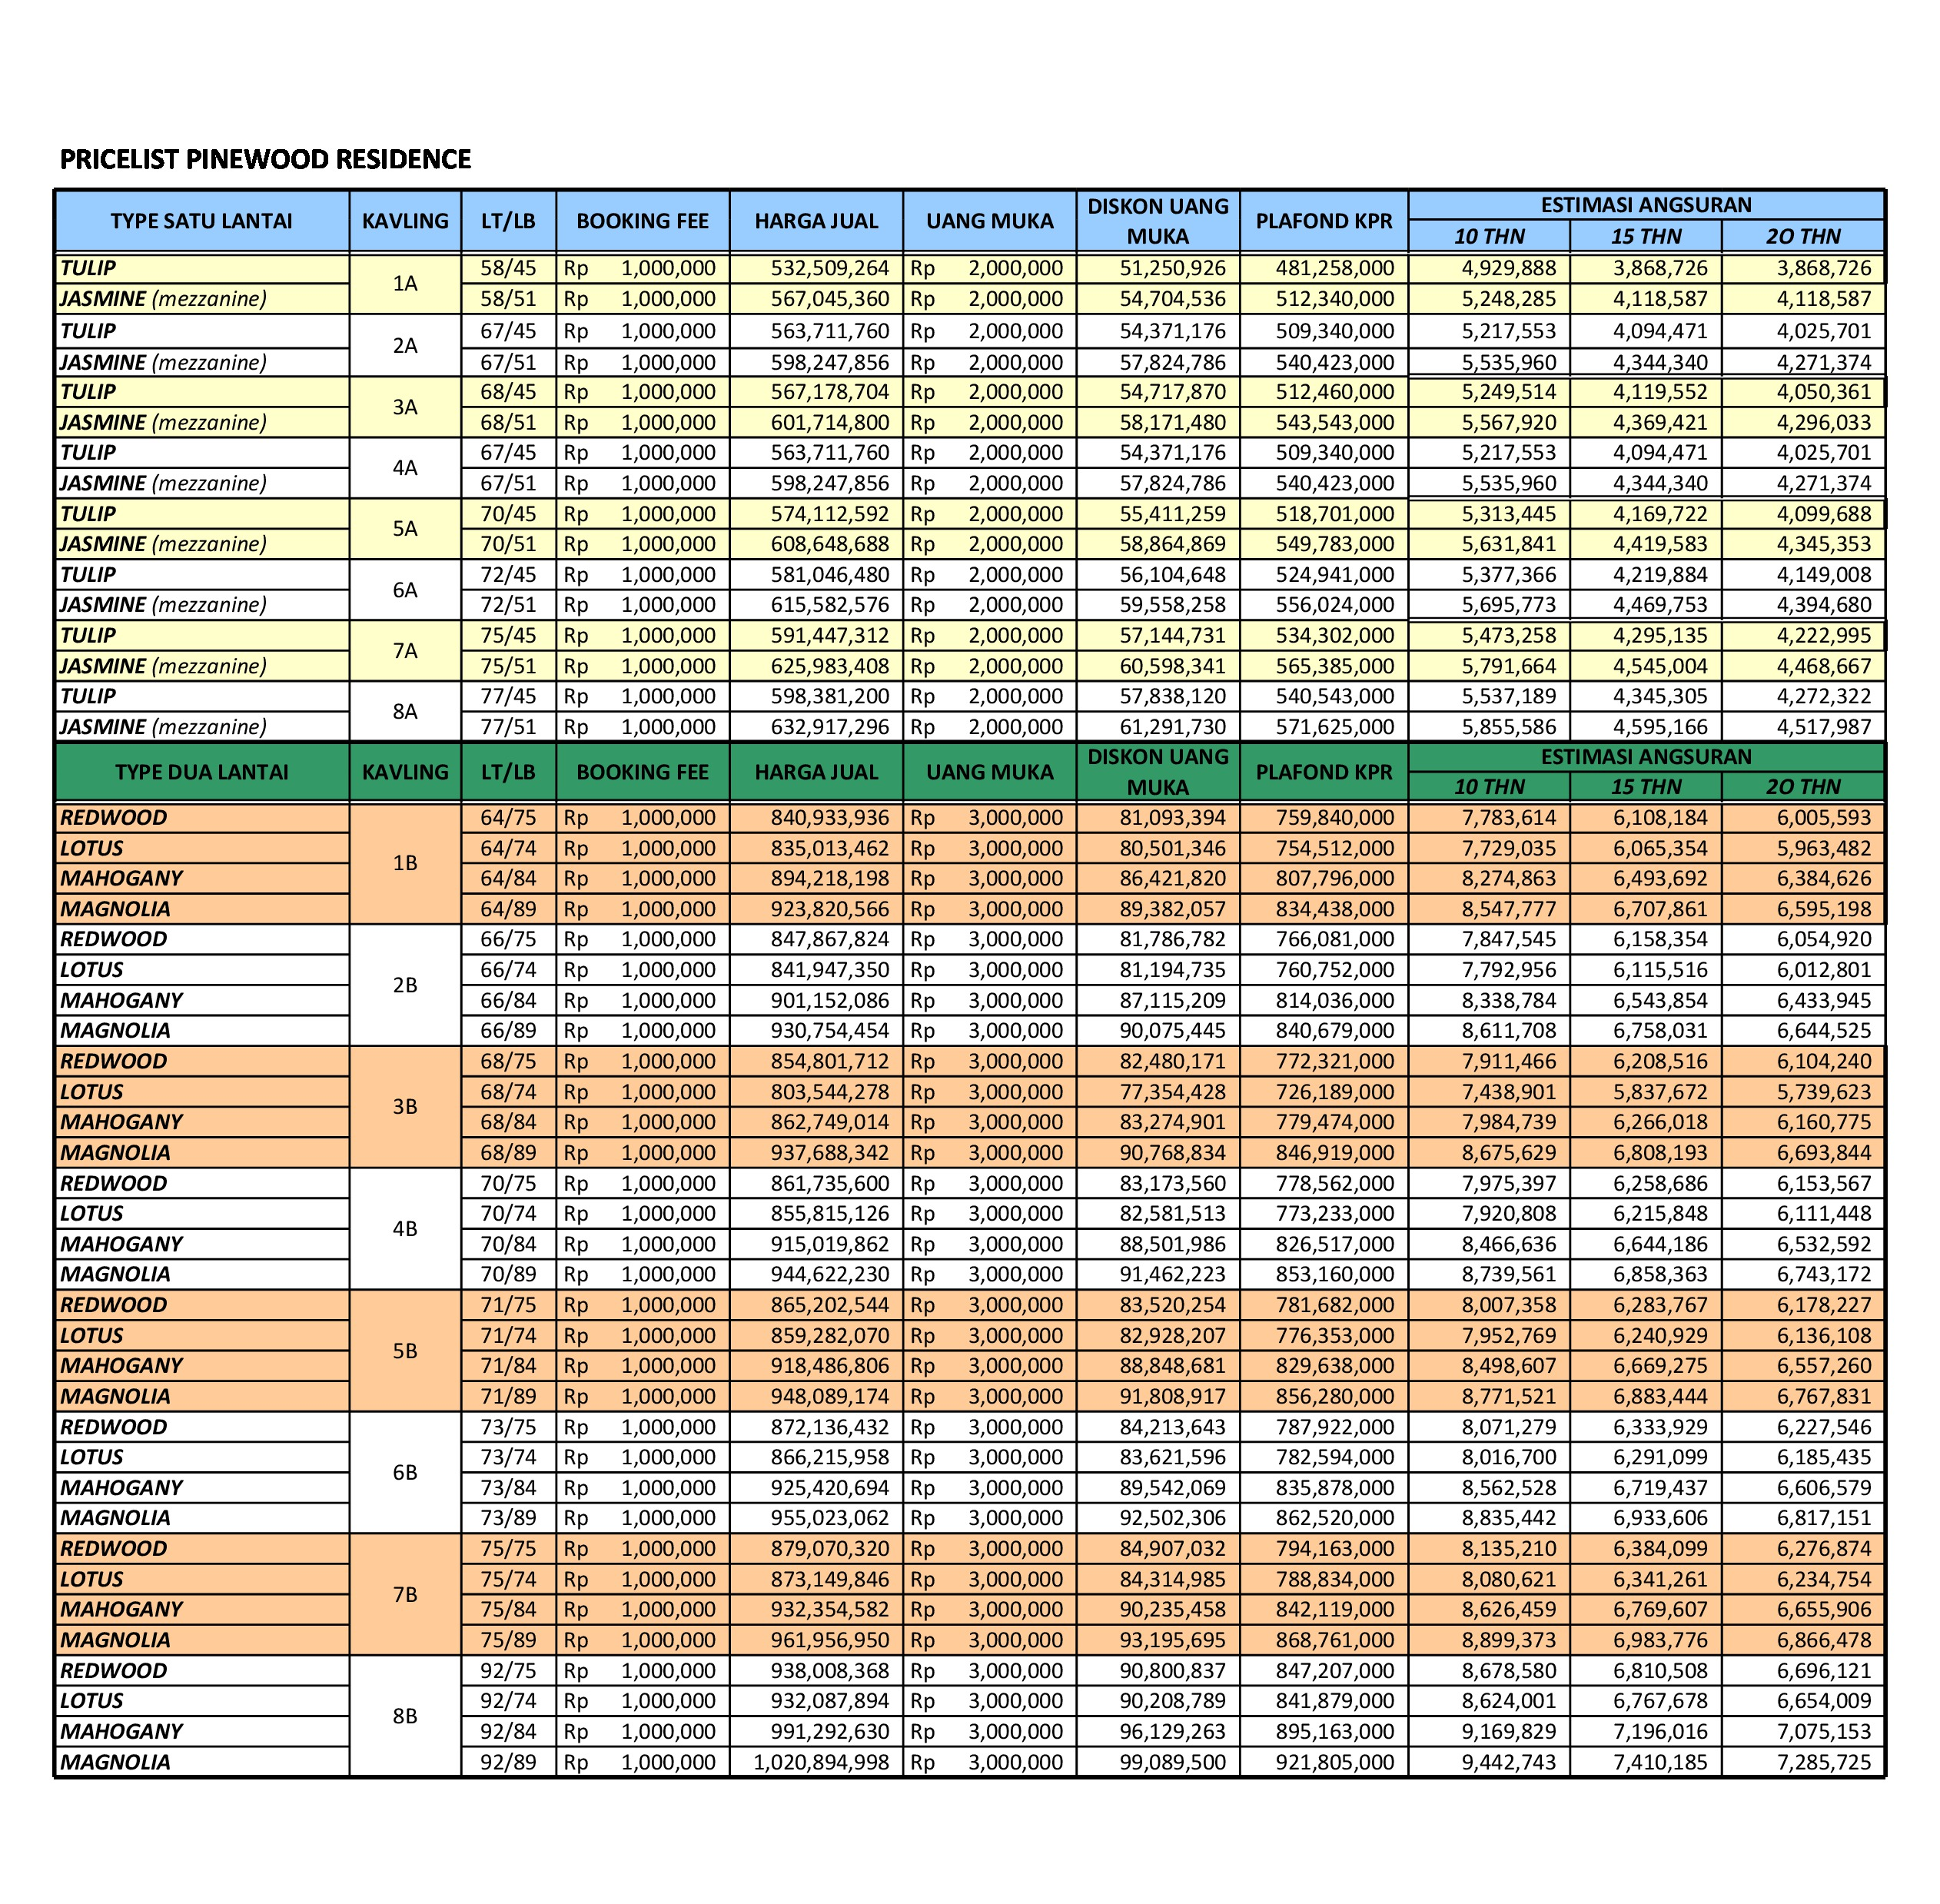 PRICELIST PINEWOOD RESIDENCE
TYPE SATU LANTAI KAVLING LT/LB BOOKING FEE HARGA JUAL UANG MUKA DISKON UANG MUKA PLAFOND KPR ESTIMASI ANGSURAN
10 THN 15 THN 2O THN
TULIP 1A 58/45 Rp 1,000,000 532,509,264 Rp 2,000,000 51,250,926 481,258,000 4,929,888 3,868,726 3,868,726
JASMINE (mezzanine) 58/51 Rp 1,000,000 567,045,360 Rp 2,000,000 54,704,536 512,340,000 5,248,285 4,118,587 4,118,587
TULIP 2A 67/45 Rp 1,000,000 563,711,760 Rp 2,000,000 54,371,176 509,340,000 5,217,553 4,094,471 4,025,701
JASMINE (mezzanine) 67/51 Rp 1,000,000 598,247,856 Rp 2,000,000 57,824,786 540,423,000 5,535,960 4,344,340 4,271,374
TULIP 3A 68/45 Rp 1,000,000 567,178,704 Rp 2,000,000 54,717,870 512,460,000 5,249,514 4,119,552 4,050,361
JASMINE (mezzanine) 68/51 Rp 1,000,000 601,714,800 Rp 2,000,000 58,171,480 543,543,000 5,567,920 4,369,421 4,296,033
TULIP 4A 67/45 Rp 1,000,000 563,711,760 Rp 2,000,000 54,371,176 509,340,000 5,217,553 4,094,471 4,025,701
JASMINE (mezzanine) 67/51 Rp 1,000,000 598,247,856 Rp 2,000,000 57,824,786 540,423,000 5,535,960 4,344,340 4,271,374
TULIP 5A 70/45 Rp 1,000,000 574,112,592 Rp 2,000,000 55,411,259 518,701,000 5,313,445 4,169,722 4,099,688
JASMINE (mezzanine) 70/51 Rp 1,000,000 608,648,688 Rp 2,000,000 58,864,869 549,783,000 5,631,841 4,419,583 4,345,353
TULIP 6A 72/45 Rp 1,000,000 581,046,480 Rp 2,000,000 56,104,648 524,941,000 5,377,366 4,219,884 4,149,008
JASMINE (mezzanine) 72/51 Rp 1,000,000 615,582,576 Rp 2,000,000 59,558,258 556,024,000 5,695,773 4,469,753 4,394,680
TULIP 7A 75/45 Rp 1,000,000 591,447,312 Rp 2,000,000 57,144,731 534,302,000 5,473,258 4,295,135 4,222,995
JASMINE (mezzanine) 75/51 Rp 1,000,000 625,983,408 Rp 2,000,000 60,598,341 565,385,000 5,791,664 4,545,004 4,468,667
TULIP 8A 77/45 Rp 1,000,000 598,381,200 Rp 2,000,000 57,838,120 540,543,000 5,537,189 4,345,305 4,272,322
JASMINE (mezzanine) 77/51 Rp 1,000,000 632,917,296 Rp 2,000,000 61,291,730 571,625,000 5,855,586 4,595,166 4,517,987
TYPE DUA LANTAI KAVLING LT/LB BOOKING FEE HARGA JUAL UANG MUKA DISKON UANG MUKA PLAFOND KPR ESTIMASI ANGSURAN
10 THN 15 THN 2O THN
REDWOOD 1B 64/75 Rp 1,000,000 840,933,936 Rp 3,000,000 81,093,394 759,840,000 7,783,614 6,108,184 6,005,593
LOTUS 64/74 Rp 1,000,000 835,013,462 Rp 3,000,000 80,501,346 754,512,000 7,729,035 6,065,354 5,963,482
MAHOGANY 64/84 Rp 1,000,000 894,218,198 Rp 3,000,000 86,421,820 807,796,000 8,274,863 6,493,692 6,384,626
MAGNOLIA 64/89 Rp 1,000,000 923,820,566 Rp 3,000,000 89,382,057 834,438,000 8,547,777 6,707,861 6,595,198
REDWOOD 2B 66/75 Rp 1,000,000 847,867,824 Rp 3,000,000 81,786,782 766,081,000 7,847,545 6,158,354 6,054,920
LOTUS 66/74 Rp 1,000,000 841,947,350 Rp 3,000,000 81,194,735 760,752,000 7,792,956 6,115,516 6,012,801
MAHOGANY 66/84 Rp 1,000,000 901,152,086 Rp 3,000,000 87,115,209 814,036,000 8,338,784 6,543,854 6,433,945
MAGNOLIA 66/89 Rp 1,000,000 930,754,454 Rp 3,000,000 90,075,445 840,679,000 8,611,708 6,758,031 6,644,525
REDWOOD 3B 68/75 Rp 1,000,000 854,801,712 Rp 3,000,000 82,480,171 772,321,000 7,911,466 6,208,516 6,104,240
LOTUS 68/74 Rp 1,000,000 803,544,278 Rp 3,000,000 77,354,428 726,189,000 7,438,901 5,837,672 5,739,623
MAHOGANY 68/84 Rp 1,000,000 862,749,014 Rp 3,000,000 83,274,901 779,474,000 7,984,739 6,266,018 6,160,775
MAGNOLIA 68/89 Rp 1,000,000 937,688,342 Rp 3,000,000 90,768,834 846,919,000 8,675,629 6,808,193 6,693,844
REDWOOD 4B 70/75 Rp 1,000,000 861,735,600 Rp 3,000,000 83,173,560 778,562,000 7,975,397 6,258,686 6,153,567
LOTUS 70/74 Rp 1,000,000 855,815,126 Rp 3,000,000 82,581,513 773,233,000 7,920,808 6,215,848 6,111,448
MAHOGANY 70/84 Rp 1,000,000 915,019,862 Rp 3,000,000 88,501,986 826,517,000 8,466,636 6,644,186 6,532,592
MAGNOLIA 70/89 Rp 1,000,000 944,622,230 Rp 3,000,000 91,462,223 853,160,000 8,739,561 6,858,363 6,743,172
REDWOOD 5B 71/75 Rp 1,000,000 865,202,544 Rp 3,000,000 83,520,254 781,682,000 8,007,358 6,283,767 6,178,227
LOTUS 71/74 Rp 1,000,000 859,282,070 Rp 3,000,000 82,928,207 776,353,000 7,952,769 6,240,929 6,136,108
MAHOGANY 71/84 Rp 1,000,000 918,486,806 Rp 3,000,000 88,848,681 829,638,000 8,498,607 6,669,275 6,557,260
MAGNOLIA 71/89 Rp 1,000,000 948,089,174 Rp 3,000,000 91,808,917 856,280,000 8,771,521 6,883,444 6,767,831
REDWOOD 6B 73/75 Rp 1,000,000 872,136,432 Rp 3,000,000 84,213,643 787,922,000 8,071,279 6,333,929 6,227,546
LOTUS 73/74 Rp 1,000,000 866,215,958 Rp 3,000,000 83,621,596 782,594,000 8,016,700 6,291,099 6,185,435
MAHOGANY 73/84 Rp 1,000,000 925,420,694 Rp 3,000,000 89,542,069 835,878,000 8,562,528 6,719,437 6,606,579
MAGNOLIA 73/89 Rp 1,000,000 955,023,062 Rp 3,000,000 92,502,306 862,520,000 8,835,442 6,933,606 6,817,151
REDWOOD 7B 75/75 Rp 1,000,000 879,070,320 Rp 3,000,000 84,907,032 794,163,000 8,135,210 6,384,099 6,276,874
LOTUS 75/74 Rp 1,000,000 873,149,846 Rp 3,000,000 84,314,985 788,834,000 8,080,621 6,341,261 6,234,754
MAHOGANY 75/84 Rp 1,000,000 932,354,582 Rp 3,000,000 90,235,458 842,119,000 8,626,459 6,769,607 6,655,906
MAGNOLIA 75/89 Rp 1,000,000 961,956,950 Rp 3,000,000 93,195,695 868,761,000 8,899,373 6,983,776 6,866,478
REDWOOD 8B 92/75 Rp 1,000,000 938,008,368 Rp 3,000,000 90,800,837 847,207,000 8,678,580 6,810,508 6,696,121
LOTUS 92/74 Rp 1,000,000 932,087,894 Rp 3,000,000 90,208,789 841,879,000 8,624,001 6,767,678 6,654,009
MAHOGANY 92/84 Rp 1,000,000 991,292,630 Rp 3,000,000 96,129,263 895,163,000 9,169,829 7,196,016 7,075,153
MAGNOLIA 92/89 Rp 1,000,000 1,020,894,998 Rp 3,000,000 99,089,500 921,805,000 9,442,743 7,410,185 7,285,725